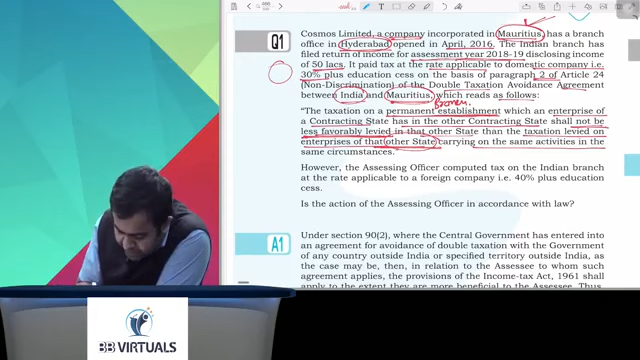 Q1
Cosmos Limited, a company incorporated in Mauritius, has a branch
office in Hyderabad opened in April, 2016. The Indian branch has
filed return of income for assessment year 2018-19 disclosing income
of 50 lacs. It paid tax at the rate applicable to domestic company i.e.
30% plus education cess on the basis of paragraph 2 of Article 24
(Non-Discrimination) of the Double Taxation Avoidance Agreement
between India and Mauritius, which reads as follows:
"The taxation on a permanent establishment which an enterprise of
a Contracting State has in the other Contracting State shall not be
less favorably levied in that other State than the taxation levied on
enterprises of that other State carrying on the same activities in the
same circumstances.
However, the Assessing Officer computed tax on the Indian branch
at the rate applicable to a foreign company i.e. 40% plus education
cess.
Is the action of the Assessing Officer in accordance with law?
A1
Under section 90(2), where the Central Government has entered into
an agreement for avoidance of double taxation with the Government
of any country outside India or specified territory outside India, as
the case may be, then, in relation to the Assessee to whom such
agreement applies, the provisions of the Income-tax Act, 1961 shall
apply to the extent they are more beneficial to the Assessee. Thus,
BB VIRTUALS